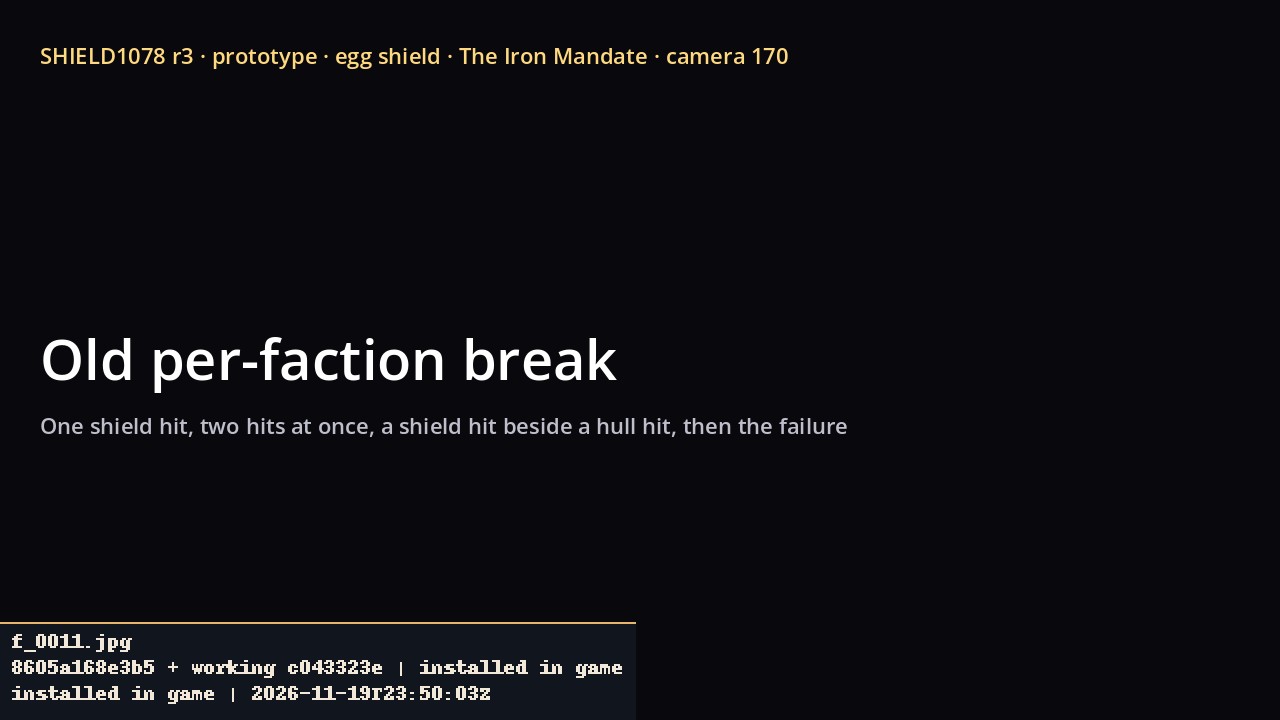 SHIELD1078 r3 · prototype · egg shield · The Iron Mandate · camera 170
Old per-faction break
One shield hit, two hits at once, a shield hit beside a hull hit, then the failure
f_0011.jpg
8605a168e3b5 + working c043323e | installed in game
installed in game | 2026-11-19T23:50:03Z